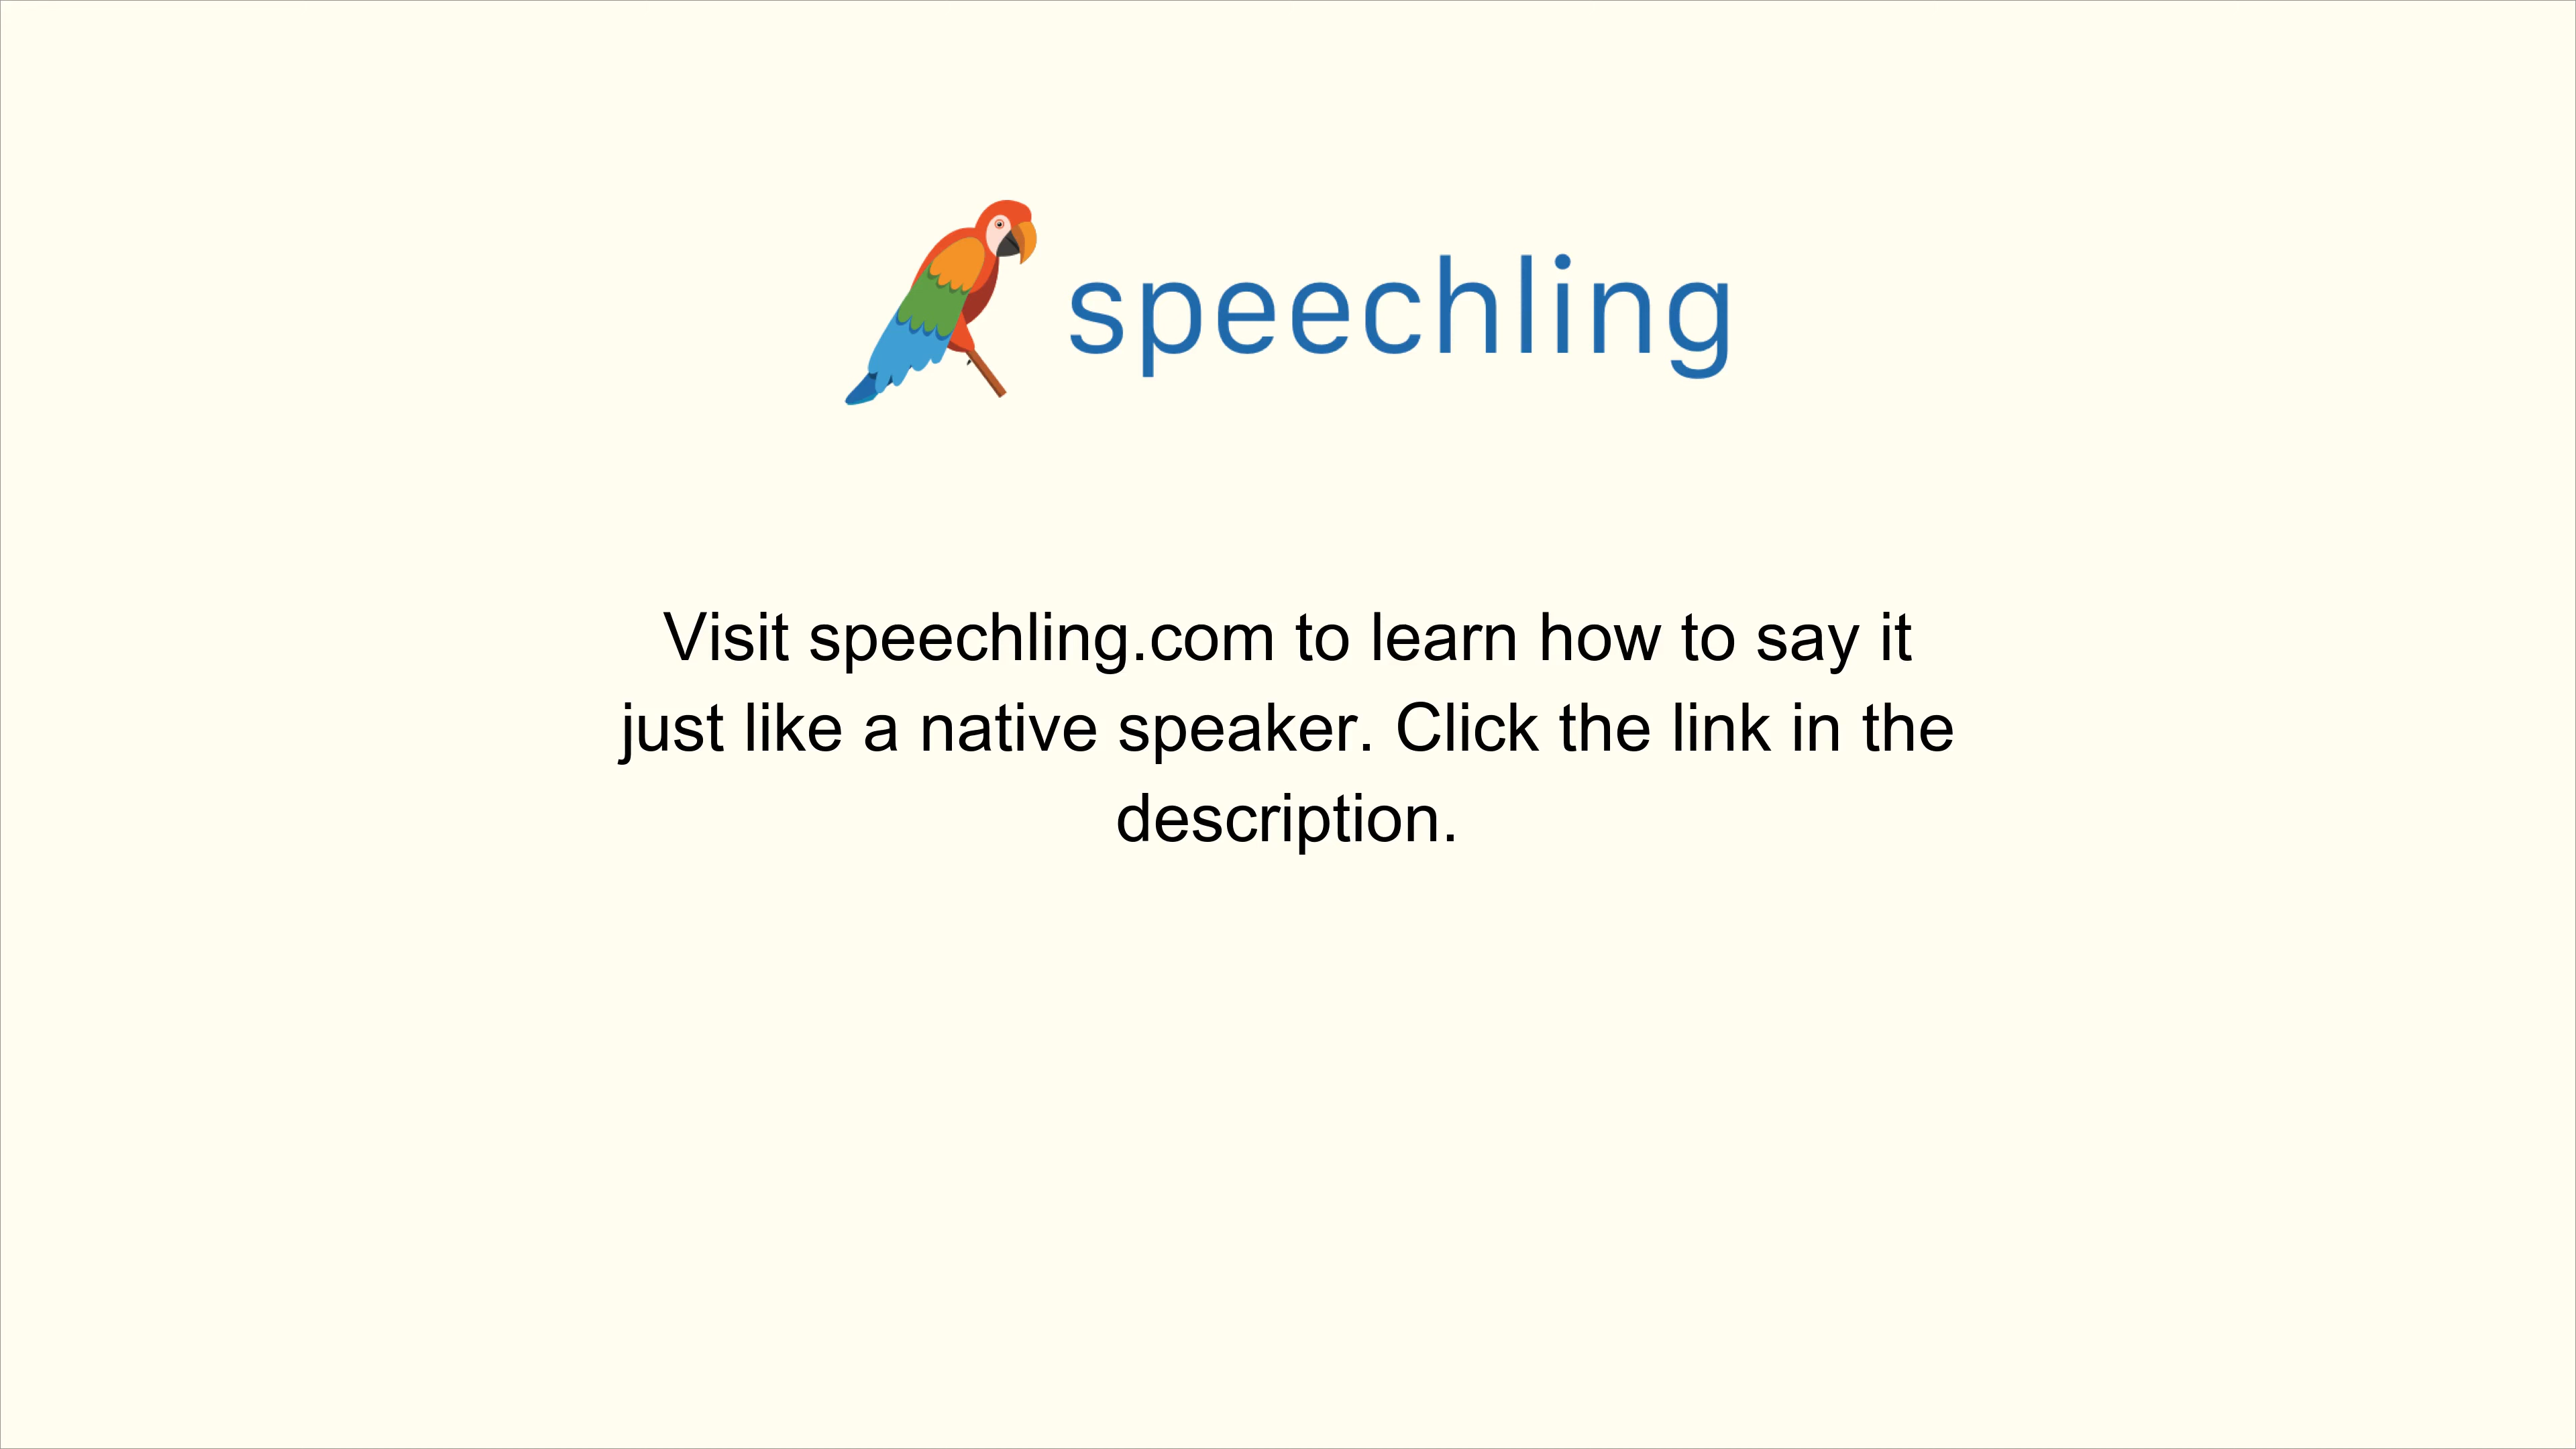 speechling
Visit speechling.com to learn how to say it
just like a native speaker. Click the link in the
description.